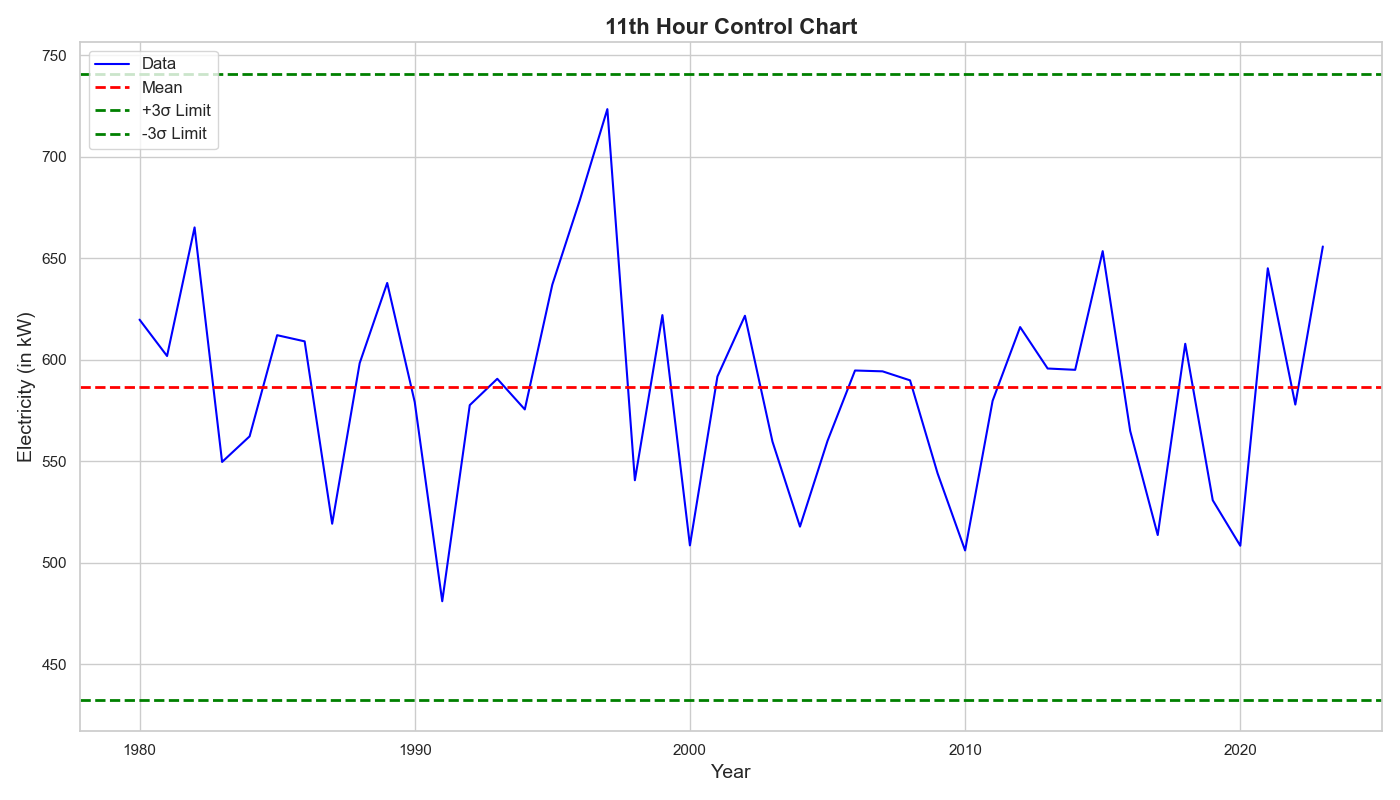 11th Hour Control Chart
Data
Mean
+3σ Limit
-3σ Limit
Electricity (in kW)
750
700
650
600
550
500
450
1980 1990 2000 2010 2020
Year